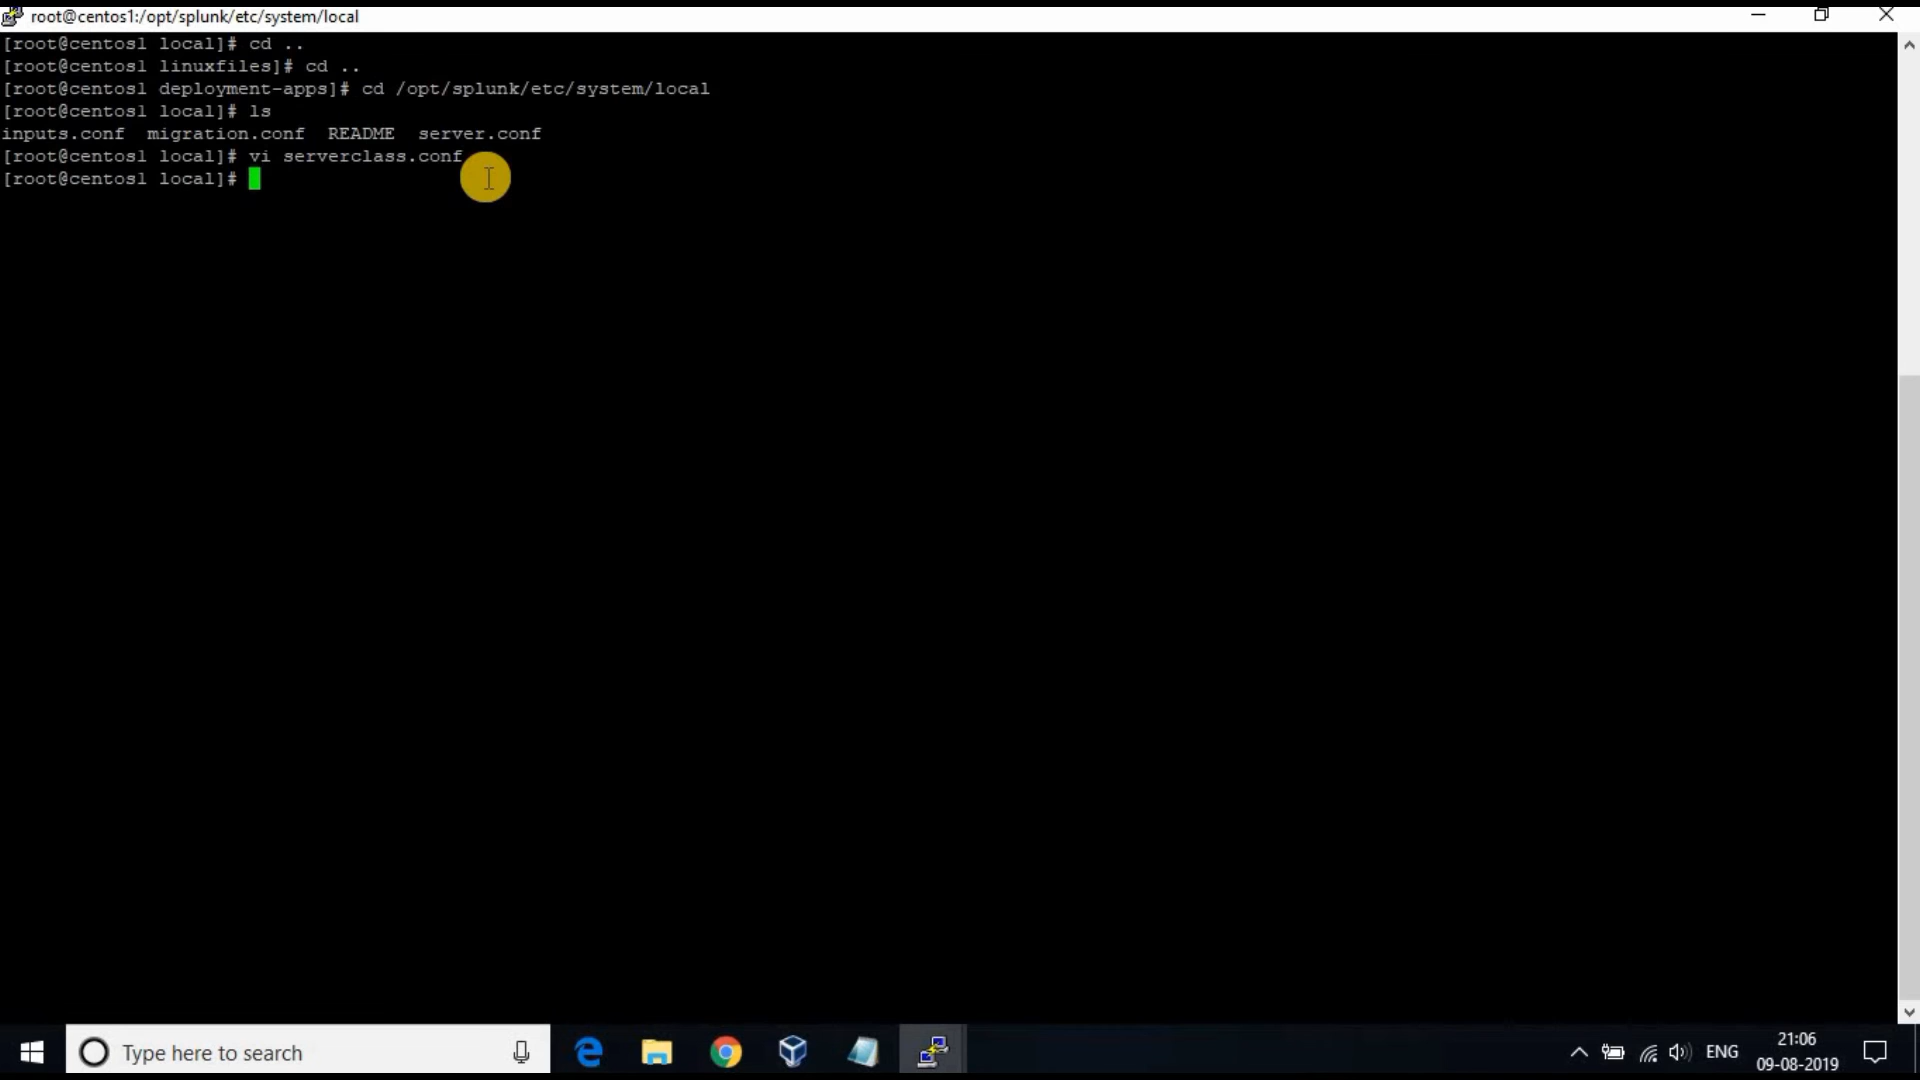 root@centos1:/opt/splunk/etc/system/local
[root@centos1 local]# cd ..
[root@centos1 linuxfiles]# cd ..
[root@centos1 deployment-apps]# cd /opt/splunk/etc/system/local
[root@centos1 local]# ls
inputs.conf  migration.conf  README  server.conf
[root@centos1 local]# vi serverclass.conf
[root@centos1 local]#
Type here to search
ENG
21:06
09-08-2019